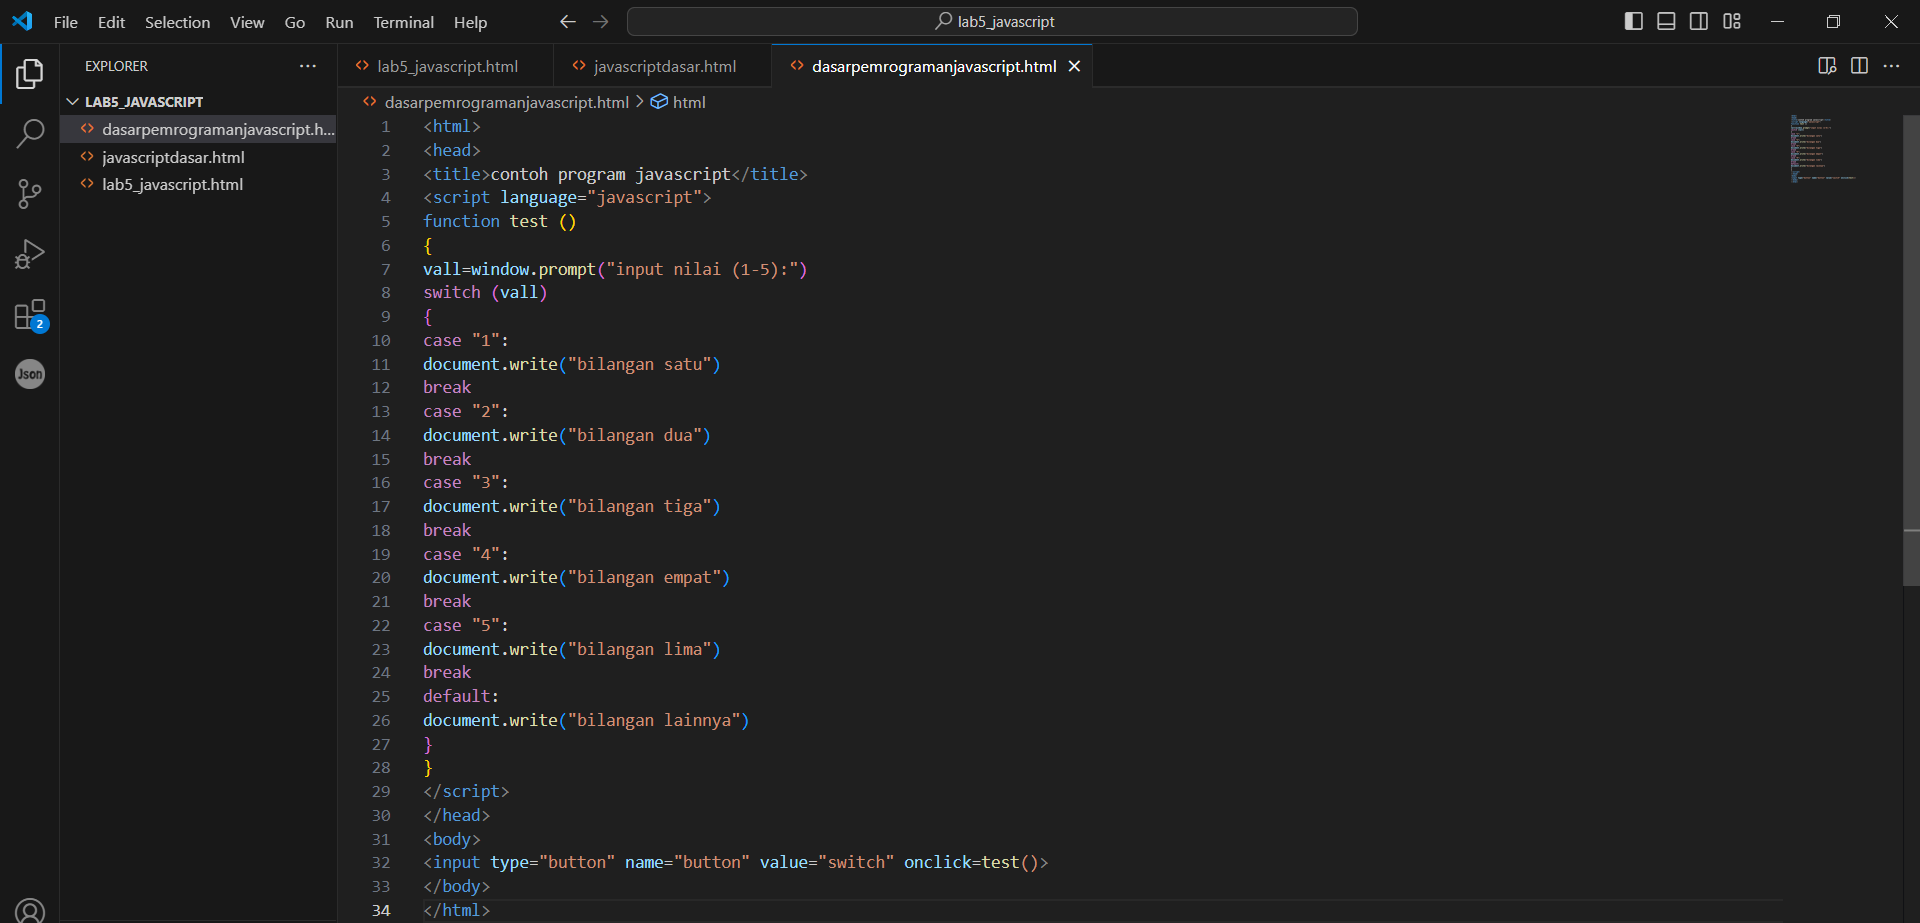 File Edit Selection View Go Run Terminal Help
lab5_javascript
EXPLORER
LAB5_JAVASCRIPT
dasarpemrogramanjavascript.h...
javascriptdasar.html
lab5_javascript.html
2
Json
lab5_javascript.html
javascriptdasar.html
dasarpemrogramanjavascript.html
dasarpemrogramanjavascript.html > html
1 <html>
2 <head>
3 <title>contoh program javascript</title>
4 <script language="javascript">
5 function test ()
6 {
7 vall=window.prompt("input nilai (1-5):")
8 switch (vall)
9 {
10 case "1":
11 document.write("bilangan satu")
12 break
13 case "2":
14 document.write("bilangan dua")
15 break
16 case "3":
17 document.write("bilangan tiga")
18 break
19 case "4":
20 document.write("bilangan empat")
21 break
22 case "5":
23 document.write("bilangan lima")
24 break
25 default:
26 document.write("bilangan lainnya")
27 }
28 }
29 </script>
30 </head>
31 <body>
32 <input type="button" name="button" value="switch" onclick=test()>
33 </body>
34 </html>